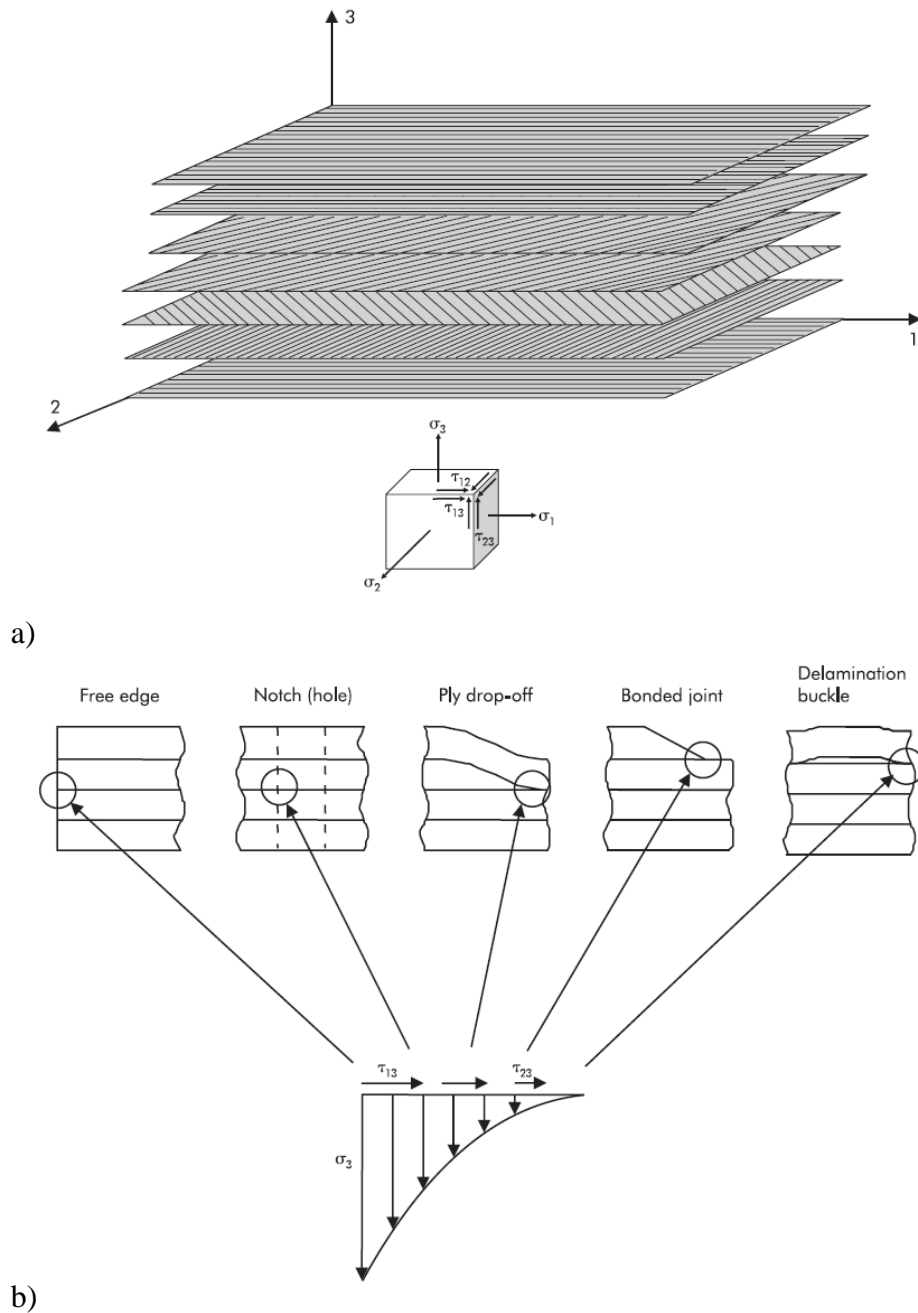 3
1
2
σ3
τ12
τ13
σ1
τ23
σ2
a)
Free edge
Notch (hole)
Ply drop-off
Bonded joint
Delamination
buckle
τ13
τ23
σ3
b)